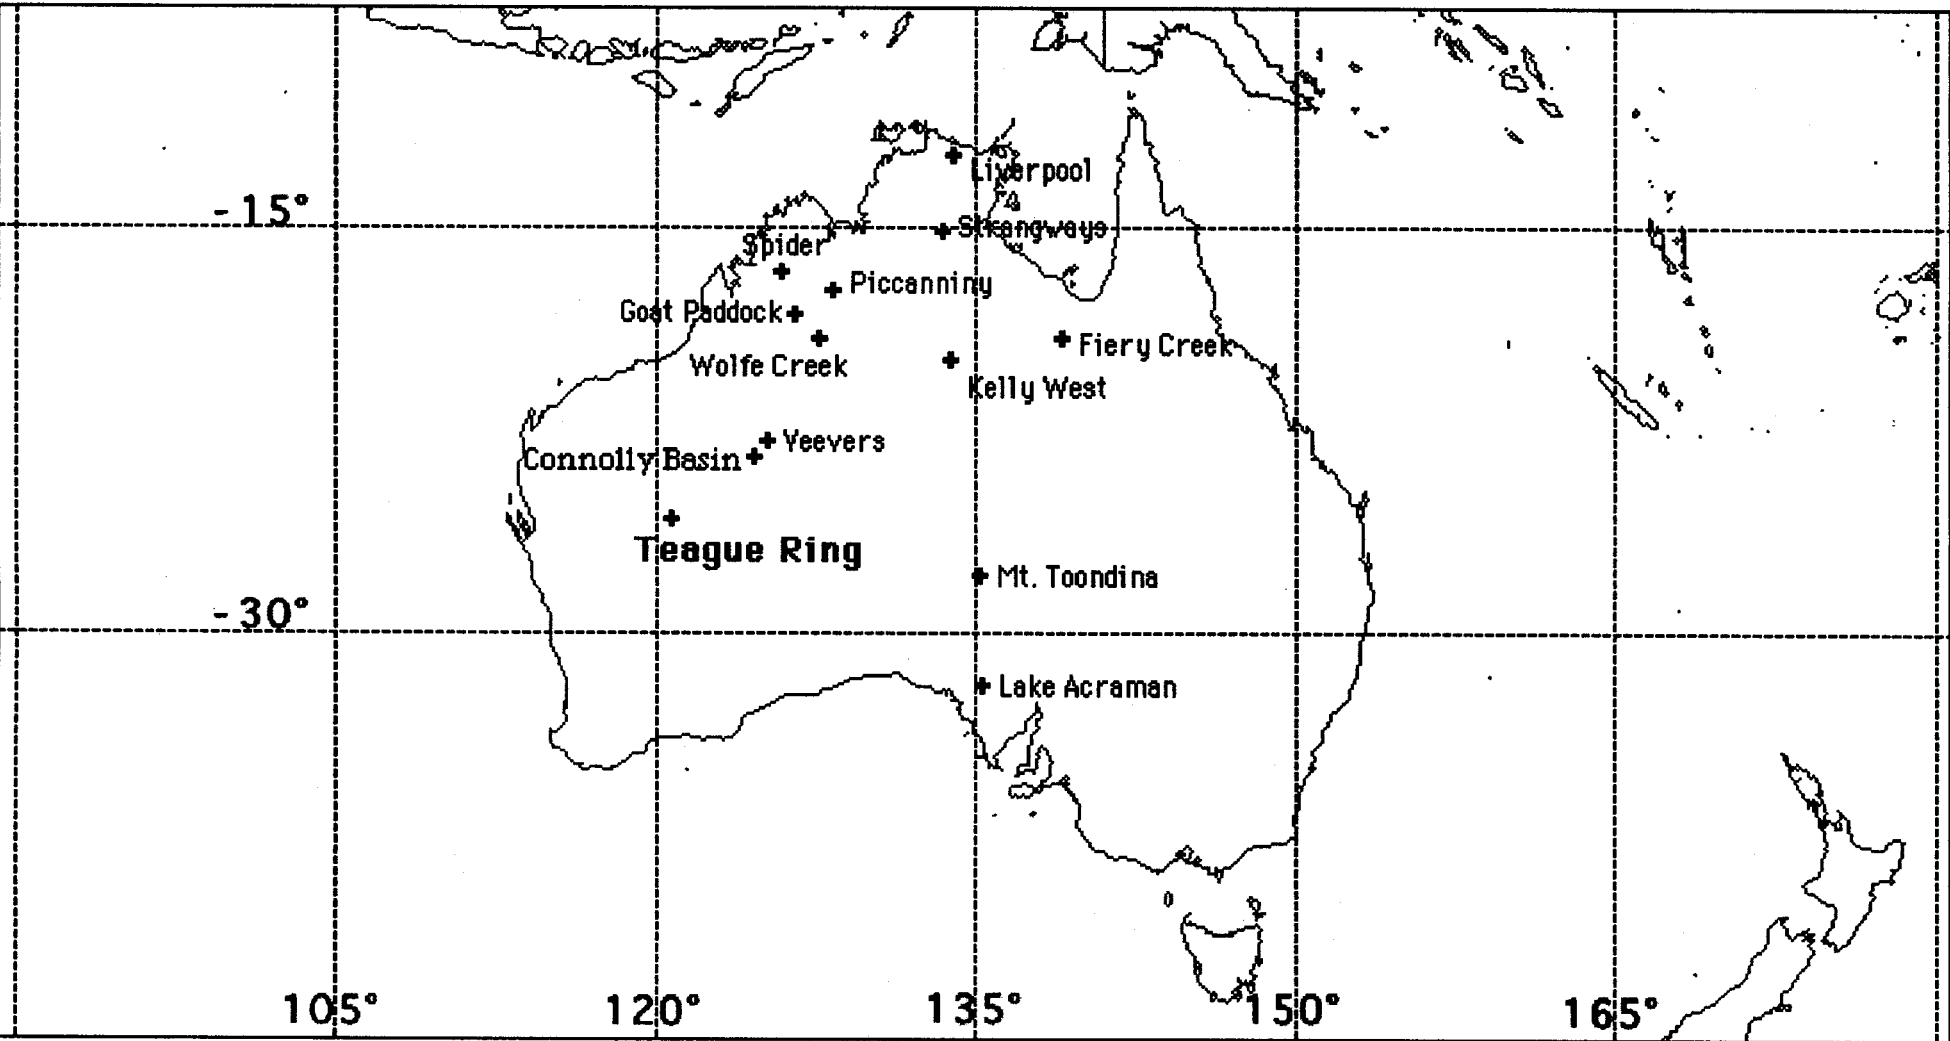 Liverpool
-15°
Strangways
Spider
Piccanniny
Goat Paddock
Fiery Creek
Wolfe Creek
Kelly West
Veevers
Connolly Basin
Teague Ring
Mt. Toondina
-30°
Lake Acraman
105°
120°
135°
150°
165°